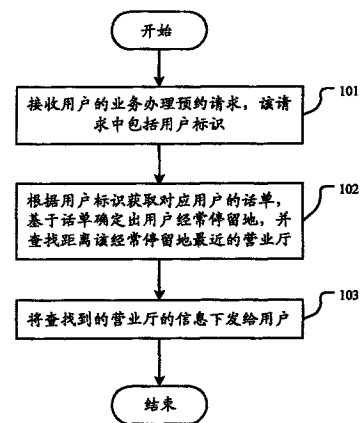 开始
101
接收用户的业务办理预约请求，该请
求中包括用户标识
102
根据用户标识获取对应用户的话单，
基于话单确定出用户经常停留地，并
查找距离该经常停留地最近的营业厅
103
将查找到的营业厅的信息下发给用户
结束